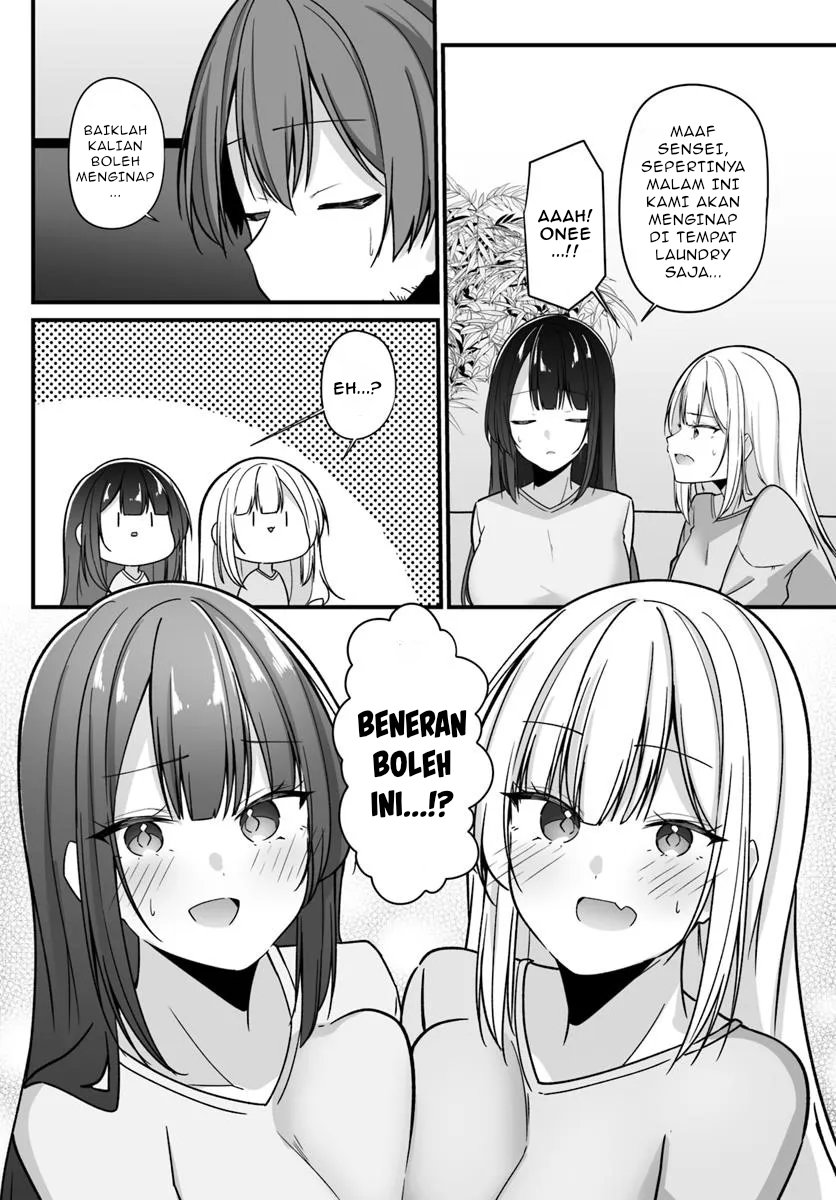 MAAF
SENSEI,
SEPERTINYA
MALAM INI
KAMI AKAN
MENGINAP
DI TEMPAT
LAUNDRY
SAJA...
AAAH!
ONEE
...!!
BAIKLAH
KALIAN
BOLEH
MENGINAP
...
EH...?
BENERAN
BOLEH
INI...!?